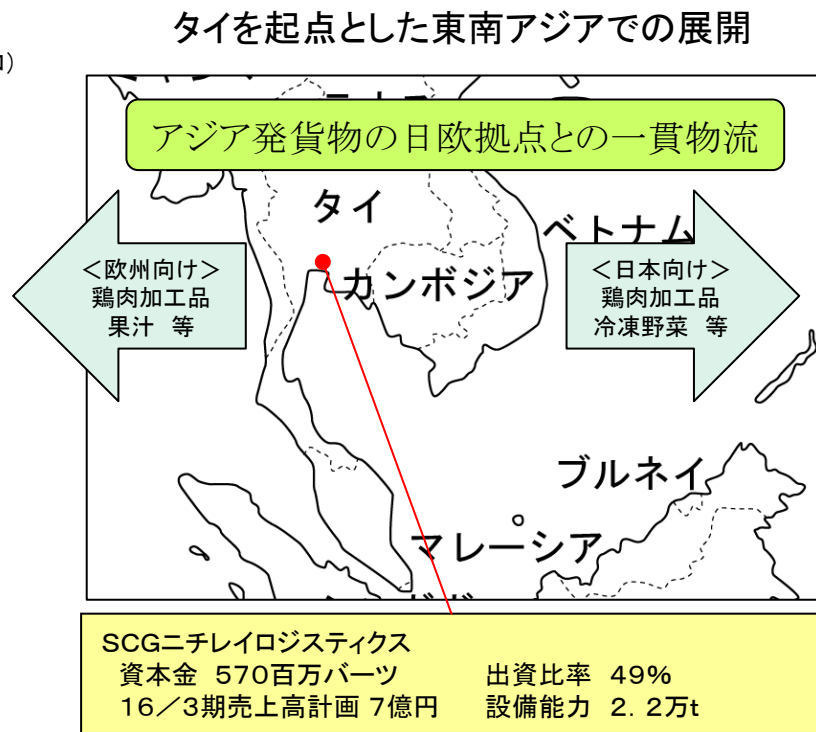 タイを起点とした東南アジアでの展開
アジア発貨物の日欧拠点との一貫物流
タイ
ベトナム
カンボジア
＜欧州向け＞
鶏肉加工品
果汁　等
＜日本向け＞
鶏肉加工品
冷凍野菜　等
ブルネイ
マレーシア
SCGニチレイロジスティクス
資本金　570百万バーツ　出資比率　49％
16／3期売上高計画 7億円　設備能力　2．2万t